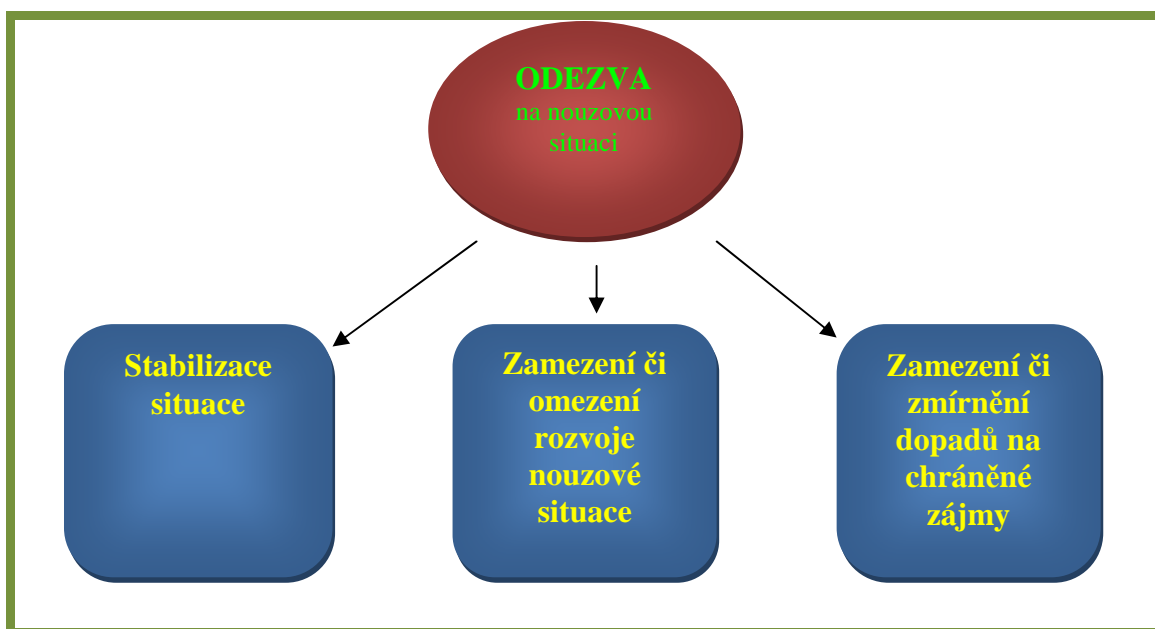 ODEZVA
na nouzovou
situaci
Stabilizace
situace
Zamezení či
omezení
rozvoje
nouzové
situace
Zamezení či
zmírnění
dopadů na
chráněné
zájmy